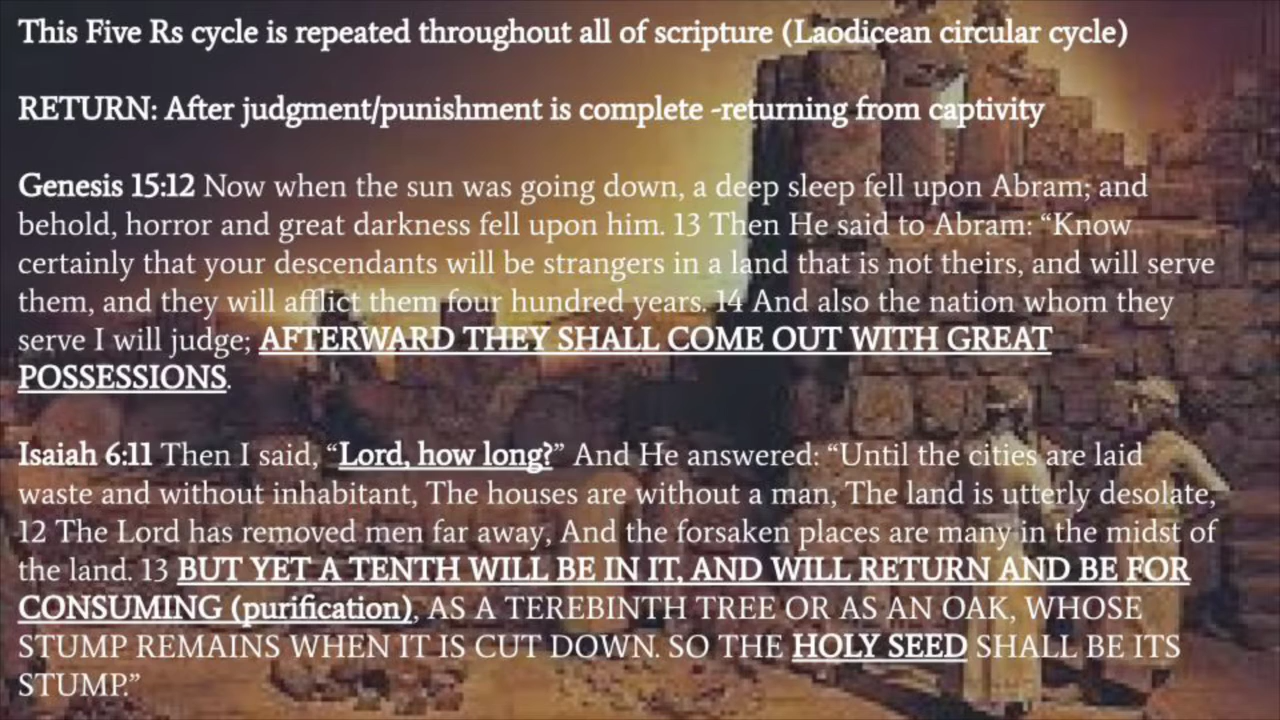 This Five Rs cycle is repeated throughout all of scripture (Laodicean circular cycle)
RETURN: After judgment/punishment is complete -returning from captivity
Genesis 15:12 Now when the sun was going down, a deep sleep fell upon Abram; and
behold, horror and great darkness fell upon him. 13 Then He said to Abram: “Know
certainly that your descendants will be strangers in a land that is not theirs, and will serve
them, and they will afflict them four hundred years. 14 And also the nation whom they
serve I will judge; AFTERWARD THEY SHALL COME OUT WITH GREAT
POSSESSIONS.
Isaiah 6:11 Then I said, “Lord, how long?” And He answered: “Until the cities are laid
waste and without inhabitant, The houses are without a man, The land is utterly desolate,
12 The Lord has removed men far away, And the forsaken places are many in the midst of
the land. 13 BUT YET A TENTH WILL BE IN IT, AND WILL RETURN AND BE FOR
CONSUMING (purification), AS A TEREBINTH TREE OR AS AN OAK, WHOSE
STUMP REMAINS WHEN IT IS CUT DOWN. SO THE HOLY SEED SHALL BE ITS
STUMP.”